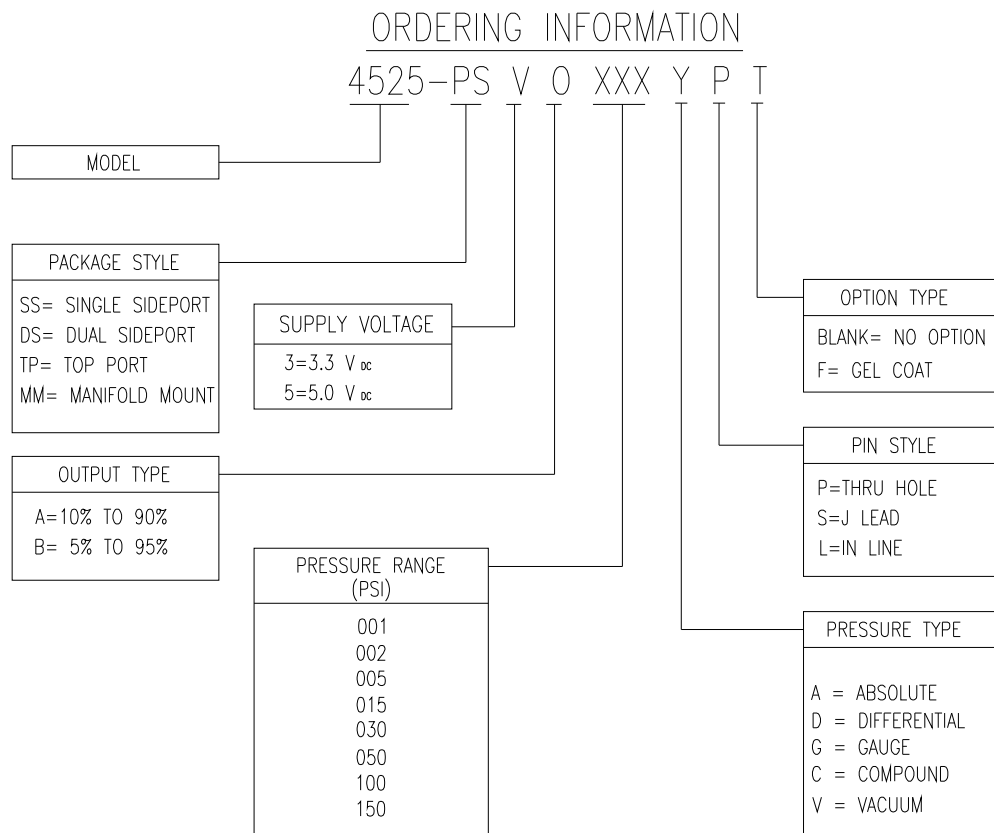 ORDERING INFORMATION
4525-PS V O XXX Y P T
MODEL
PACKAGE STYLE
SS= SINGLE SIDEPORT
DS= DUAL SIDEPORT
TP= TOP PORT
MM= MANIFOLD MOUNT
SUPPLY VOLTAGE
3=3.3 V DC
5=5.0 V DC
OUTPUT TYPE
A=10% TO 90%
B= 5% TO 95%
PRESSURE RANGE
(PSI)
001
002
005
015
030
050
100
150
OPTION TYPE
BLANK= NO OPTION
F= GEL COAT
PIN STYLE
P=THRU HOLE
S=J LEAD
L=IN LINE
PRESSURE TYPE
A = ABSOLUTE
D = DIFFERENTIAL
G = GAUGE
C = COMPOUND
V = VACUUM